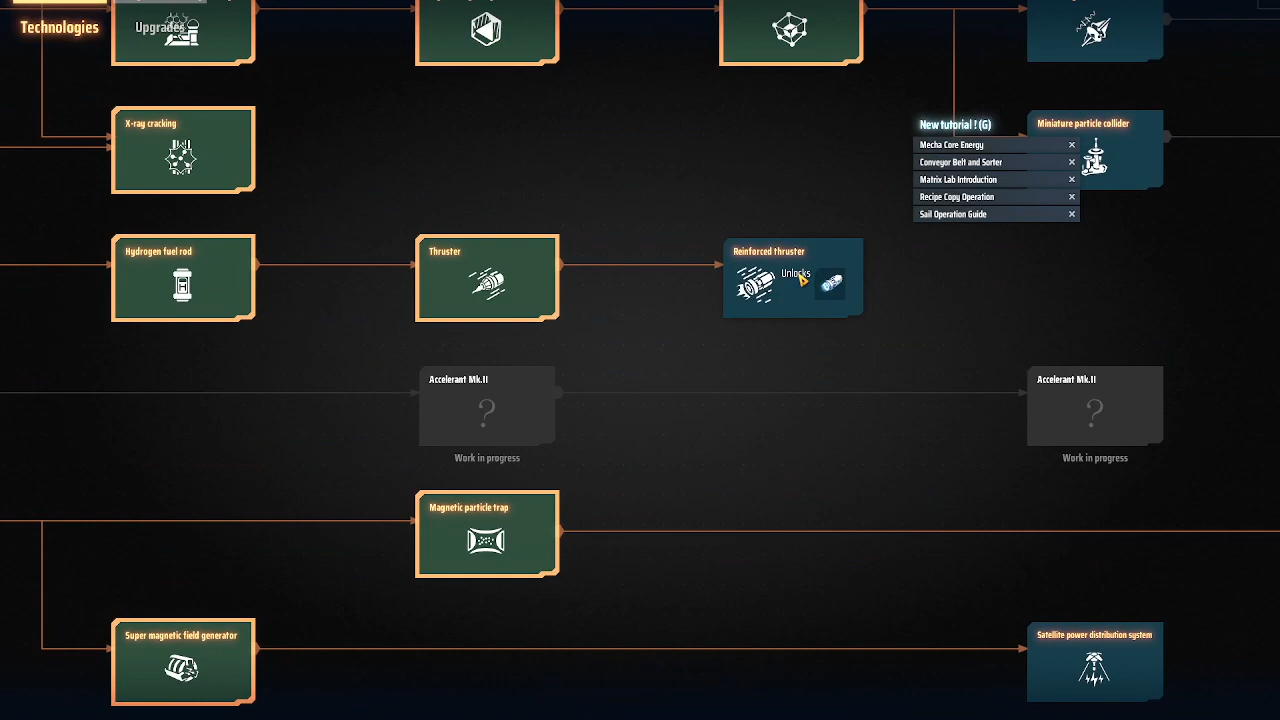 Technologies
Upgrades
X-ray cracking
New tutorial ! (G)
Mecha Core Energy
Conveyor Belt and Sorter
Matrix Lab Introduction
Recipe Copy Operation
Sail Operation Guide
Miniature particle collider
Hydrogen fuel rod
Thruster
Reinforced thruster
Unlocks
Accelerant Mk.II
?
Work in progress
Accelerant Mk.II
?
Work in progress
Magnetic particle trap
Super magnetic field generator
Satellite power distribution system